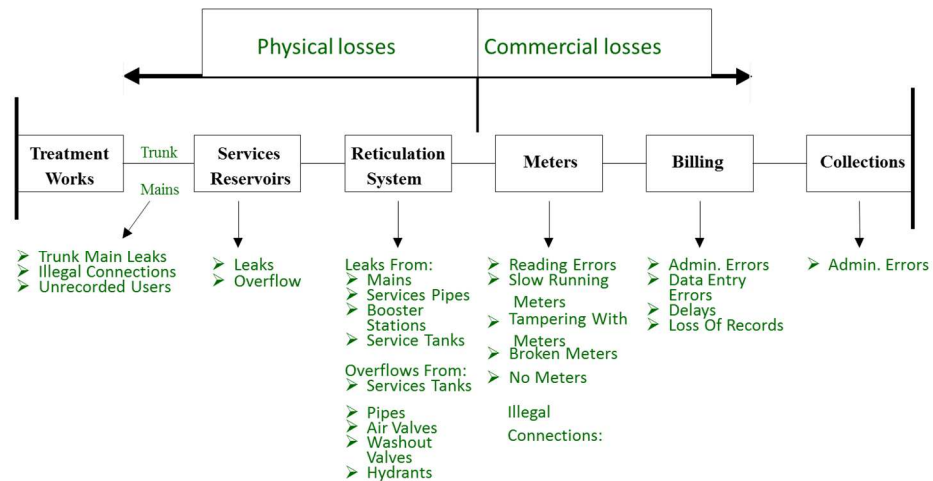 Physical losses
Commercial losses
Treatment
Works
Trunk
Mains
Services
Reservoirs
Reticulation
System
Meters
Billing
Collections
➢ Trunk Main Leaks
➢ Illegal Connections
➢ Unrecorded Users
➢ Leaks
➢ Overflow
Leaks From:
➢ Mains
➢ Services Pipes
➢ Booster
Stations
➢ Service Tanks
Overflows From:
➢ Services Tanks
➢ Pipes
➢ Air Valves
➢ Washout
Valves
➢ Hydrants
➢ Reading Errors
➢ Slow Running
Meters
➢ Tampering With
Meters
➢ Broken Meters
➢ No Meters
Illegal
Connections:
➢ Admin. Errors
➢ Data Entry
Errors
➢ Delays
➢ Loss Of Records
➢ Admin. Errors